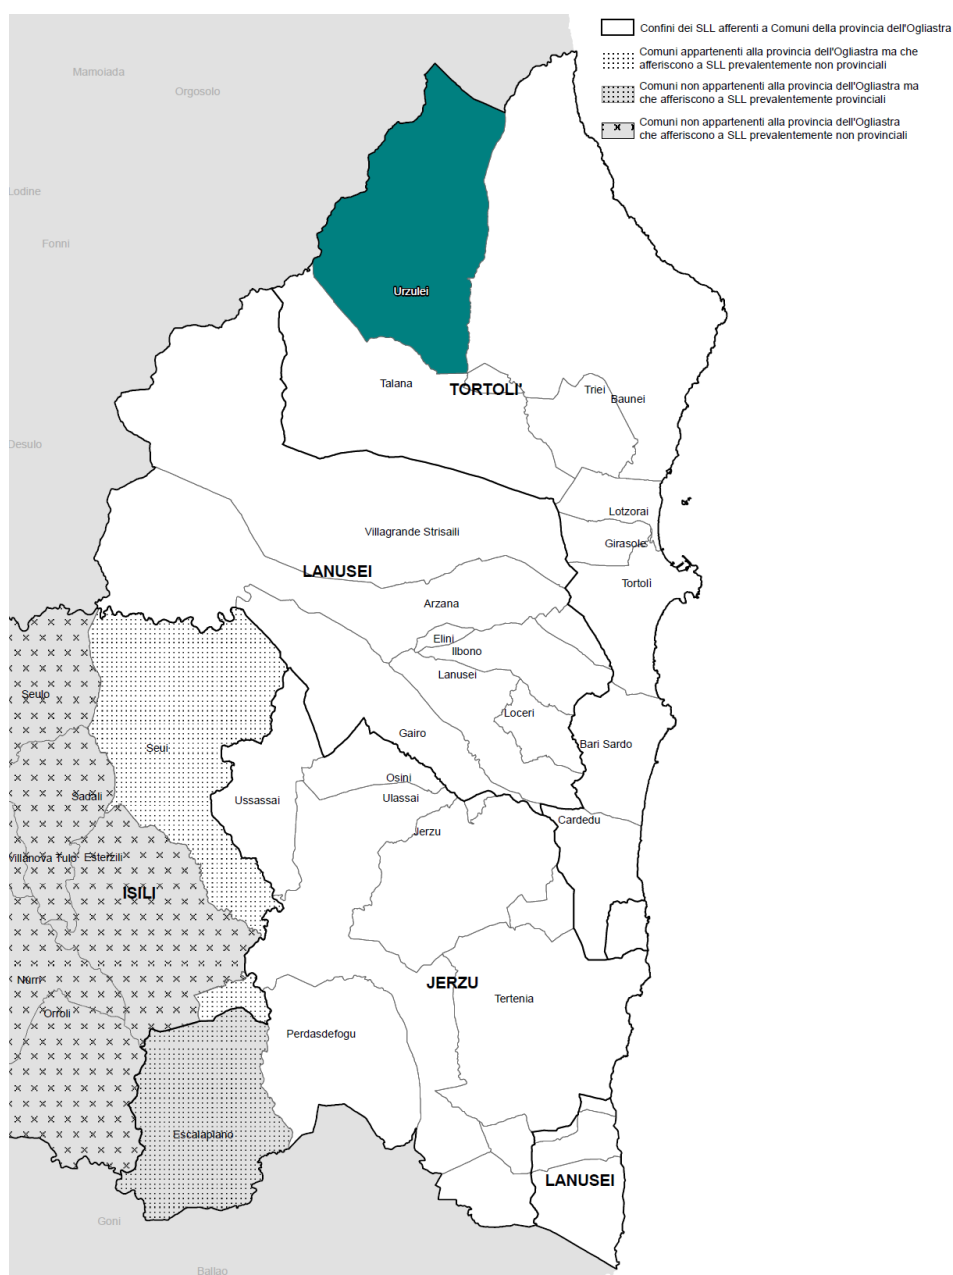 Confini dei SLL afferenti a Comuni della provincia dell'Ogliastra
Comuni appartenenti alla provincia dell'Ogliastra ma che
afferiscono a SLL prevalentemente non provinciali
Comuni non appartenenti alla provincia dell'Ogliastra ma
che afferiscono a SLL prevalentemente provinciali
Comuni non appartenenti alla provincia dell'Ogliastra
che afferiscono a SLL prevalentemente non provinciali
Mamoiada
Orgosolo
Lodine
Fonni
Urzulei
Talana
TORTOLI'
Triei
Baunei
Desulo
Lotzorai
Villagrande Strisaili
Girasole
LANUSEI
Tortolì
Arzana
Elini
Ilbono
Lanusei
Seulo
Loceri
Gairo
Bari Sardo
Seui
Osini
Sadali
Ussassai
Ulassai
Cardedu
Jerzu
Villanova Tulo
Esterzili
ISILI
Nurri
JERZU
Tertenia
Orroli
Perdasdefogu
Escalaplano
LANUSEI
Goni
Ballao